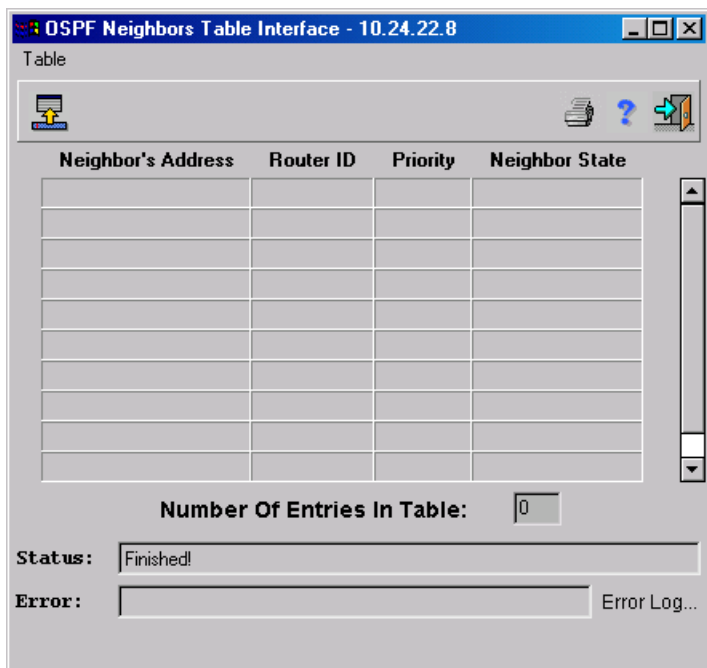 OSPF Neighbors Table Interface - 10.24.22.8
Table
Neighbor's Address Router ID Priority Neighbor State
Number Of Entries In Table: 0
Status: Finished!
Error: Error Log...